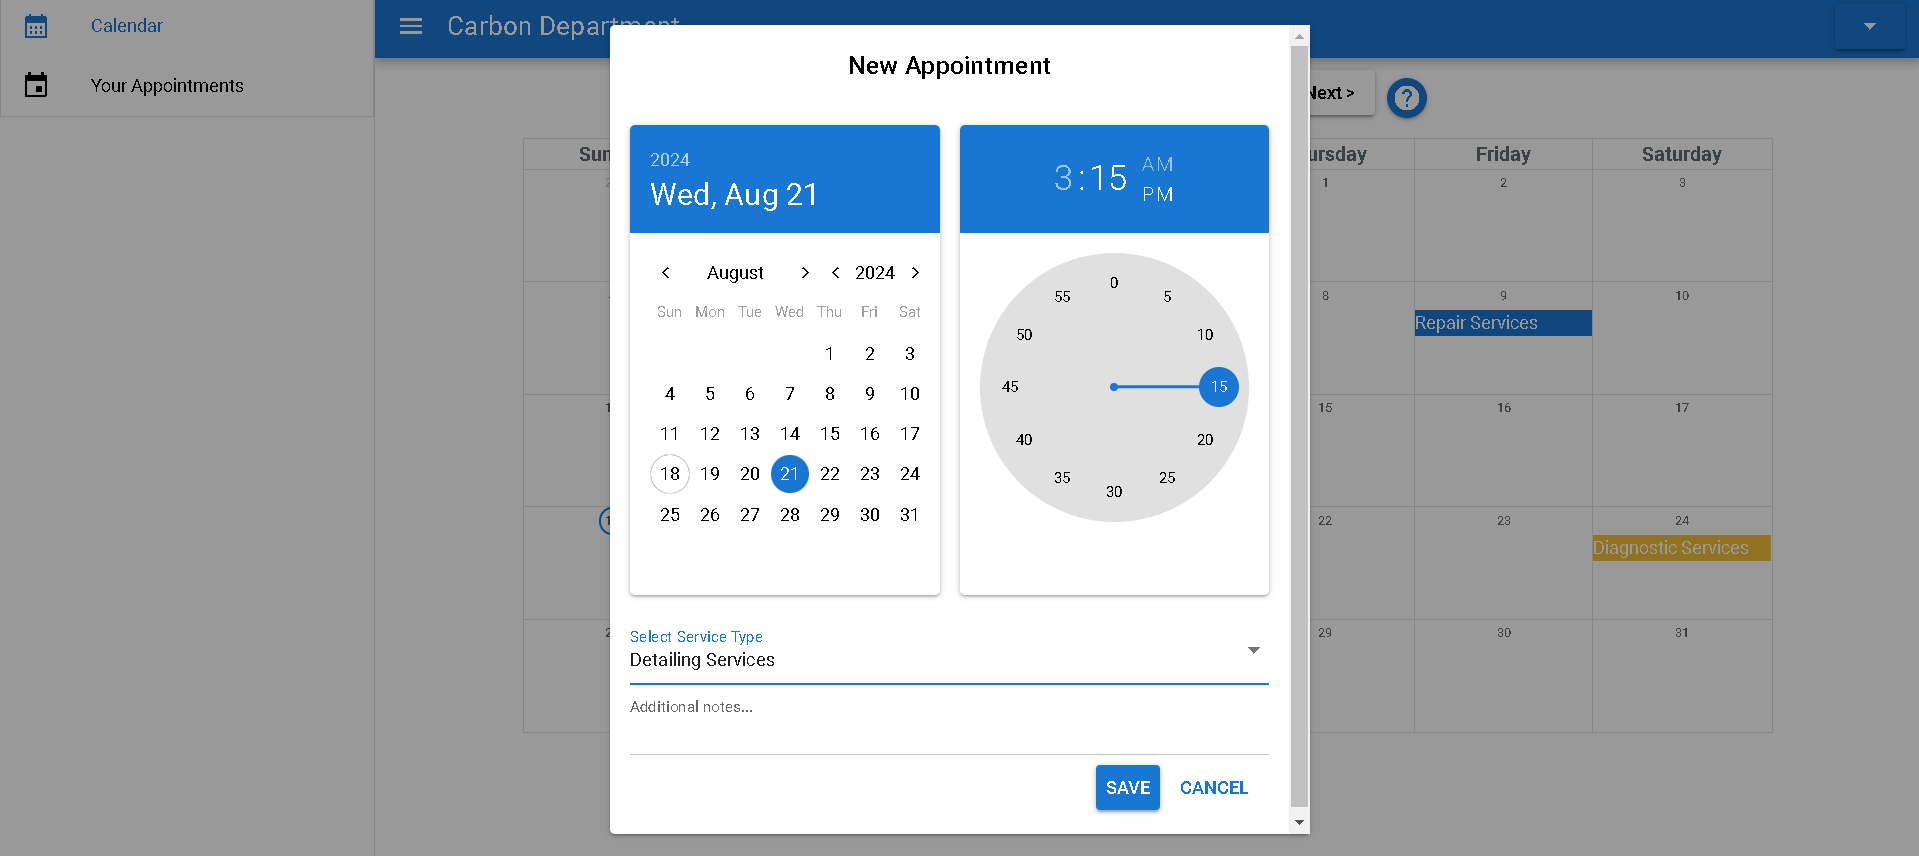 Calendar
Your Appointments
Carbon Department
Next >
?
Friday
Saturday
1
2
3
8
9
10
Repair Services
15
16
17
22
23
24
Diagnostic Services
29
30
31
New Appointment
2024
Wed, Aug 21
August
2024
Sun Mon Tue Wed Thu Fri Sat
1 2 3
4 5 6 7 8 9 10
11 12 13 14 15 16 17
18 19 20 21 22 23 24
25 26 27 28 29 30 31
3:15
AM
PM
0
55 5
50 10
45 15
40 20
35 25
30
Select Service Type
Detailing Services
Additional notes...
SAVE CANCEL